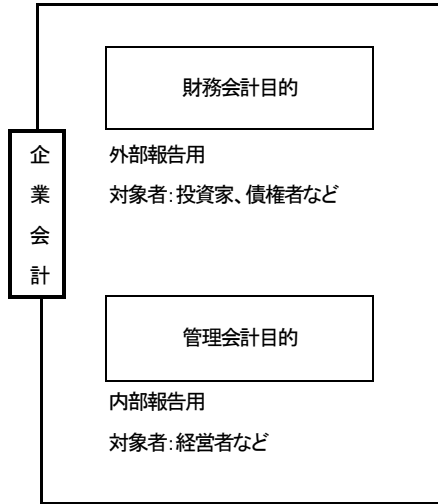 企業会計
財務会計目的
外部報告用
対象者：投資家、債権者など
管理会計目的
内部報告用
対象者：経営者など